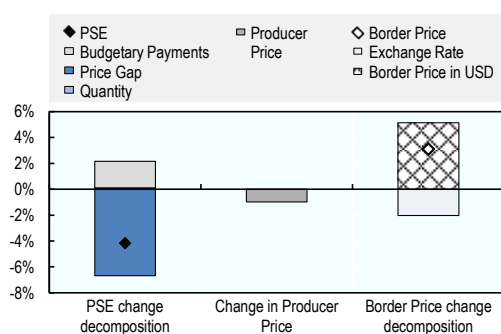 PSE
Budgetary Payments
Price Gap
Quantity
Producer
Price
Border Price
Exchange Rate
Border Price in USD
6%
4%
2%
0%
-2%
-4%
-6%
-8%
PSE change
decomposition
Change in Producer
Price
Border Price change
decomposition